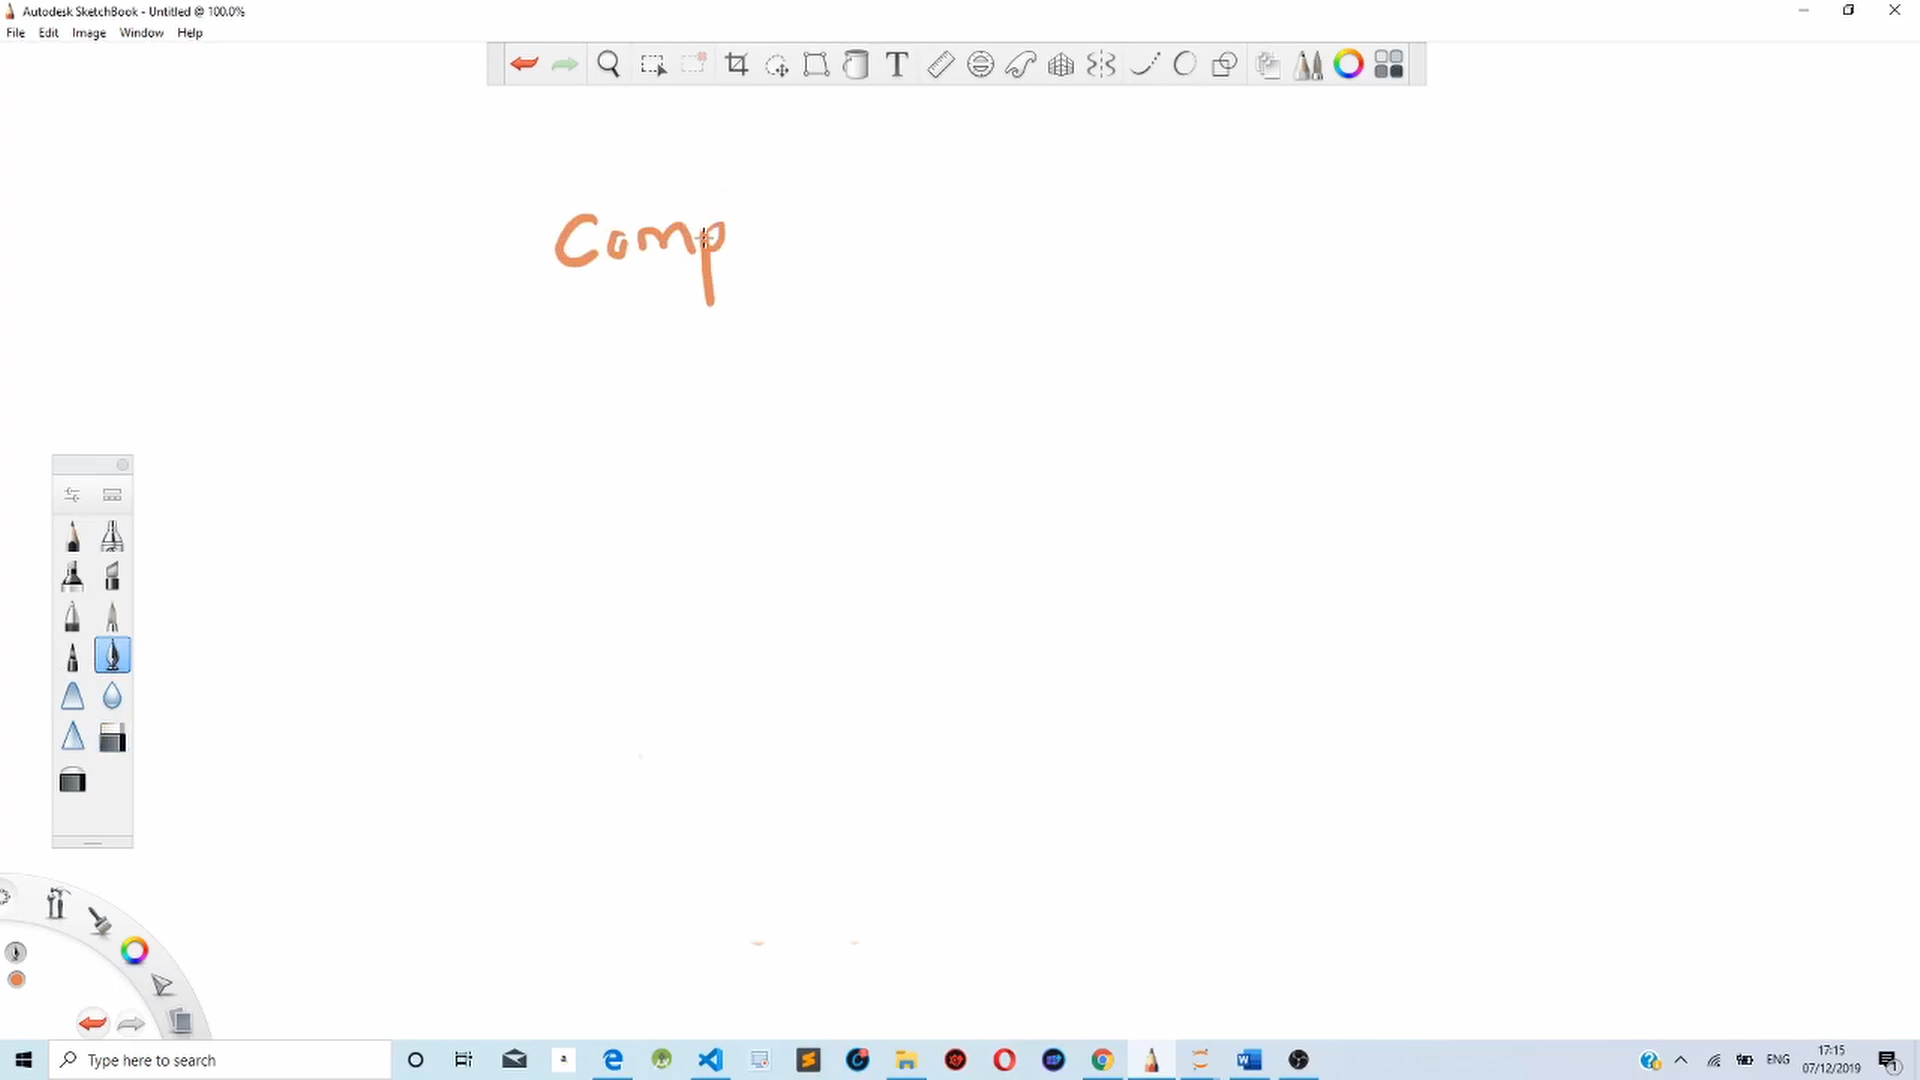 Autodesk SketchBook - Untitled @ 100.0%
File Edit Image Window Help
T
Comp
Type here to search
a
ENG
17:15
07/12/2019
1